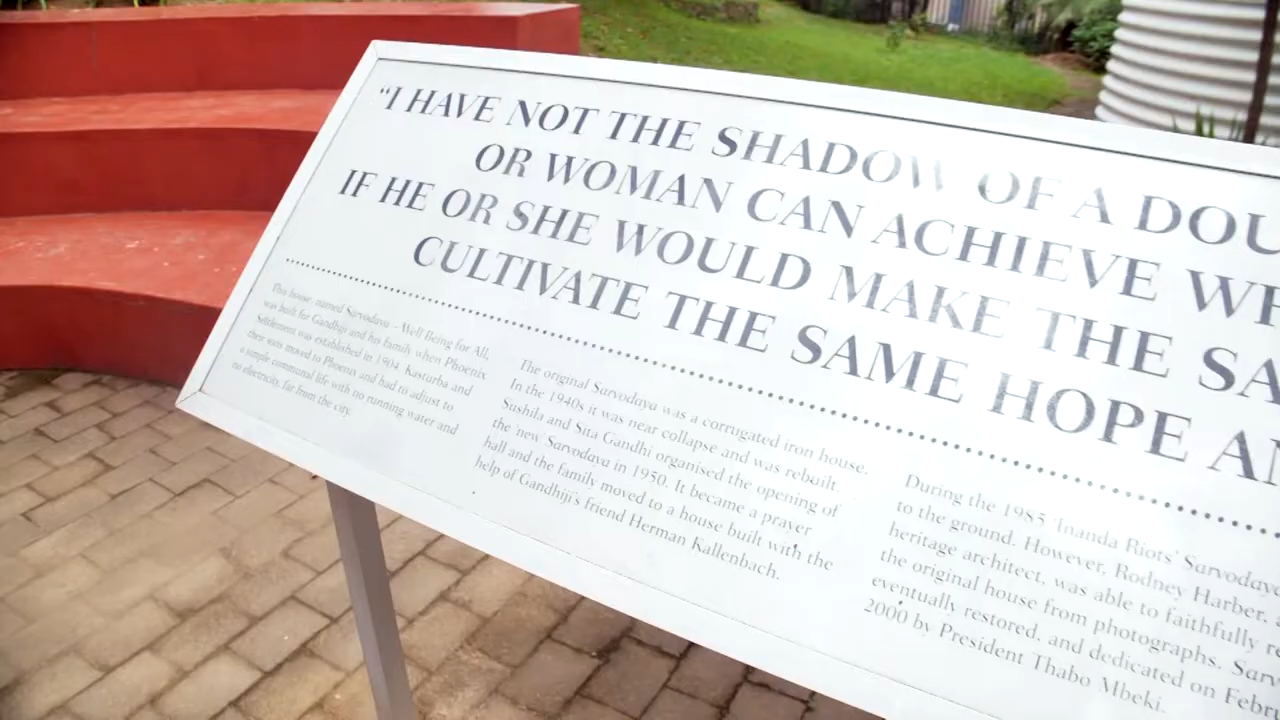 "I HAVE NOT THE SHADOW OF A DOU
OR WOMAN CAN ACHIEVE WH
IF HE OR SHE WOULD MAKE THE SA
CULTIVATE THE SAME HOPE AN
This house, named Sarvodaya – Well Being for All,
was built for Gandhiji and his family when Phoenix
Settlement was established in 1904. Kasturba and
their sons moved to Phoenix and had to adjust to
a simple communal life with no running water and
no electricity, far from the city.
The original Sarvodaya was a corrugated iron house.
In the 1940s it was near collapse and was rebuilt.
Sushila and Sita Gandhi organised the opening of
the 'new' Sarvodaya in 1950. It became a prayer
hall and the family moved to a house built with the
help of Gandhiji's friend Herman Kallenbach.
During the 1985 'Inanda Riots' Sarvodaya
to the ground. However, Rodney Harber,
heritage architect, was able to faithfully re
the original house from photographs. Sarv
eventually restored, and dedicated on Febru
2000 by President Thabo Mbeki.